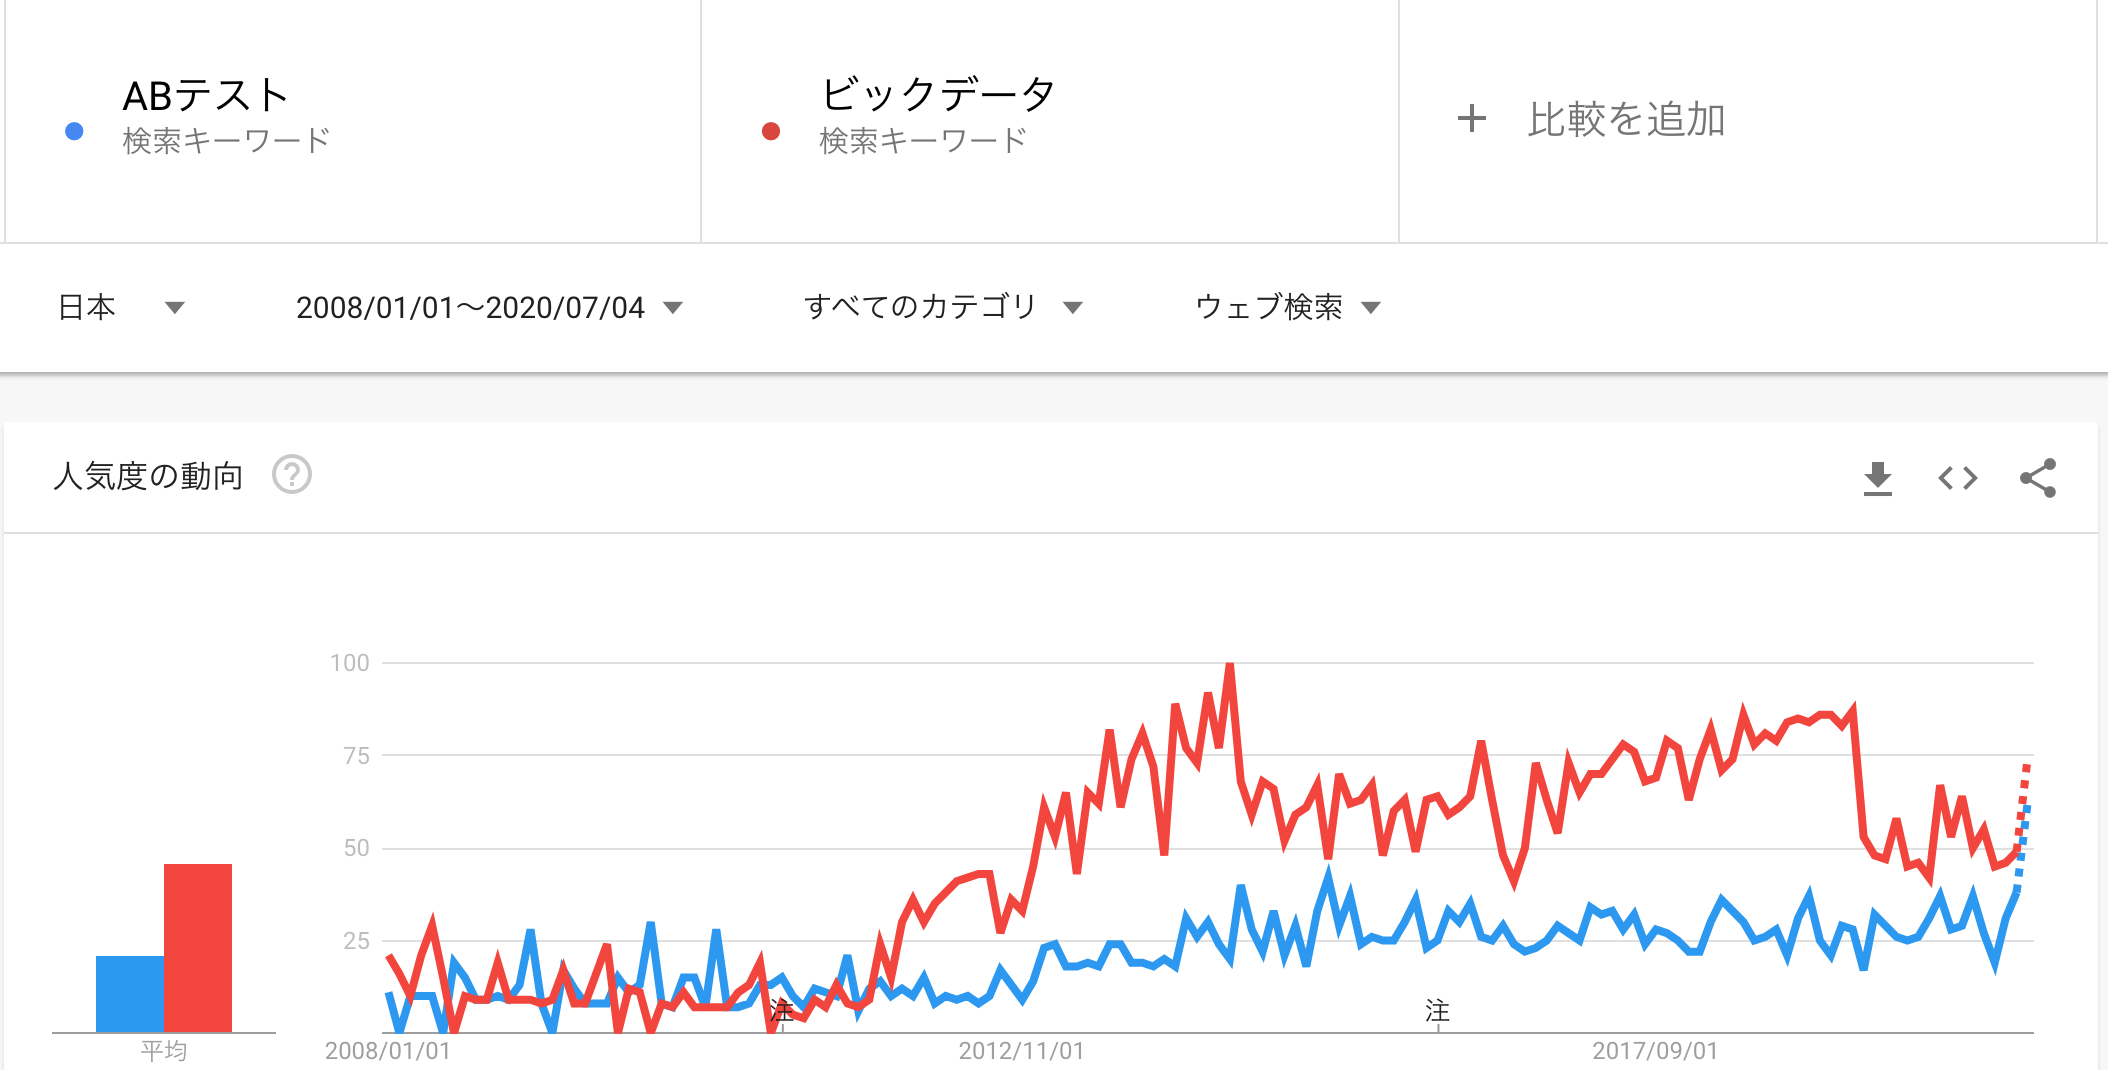 ABテスト
検索キーワード
ビックデータ
検索キーワード
+ 比較を追加
日本
2008/01/01～2020/07/04
すべてのカテゴリ
ウェブ検索
人気度の動向
?
100
75
50
25
注
注
平均
2008/01/01
2012/11/01
2017/09/01